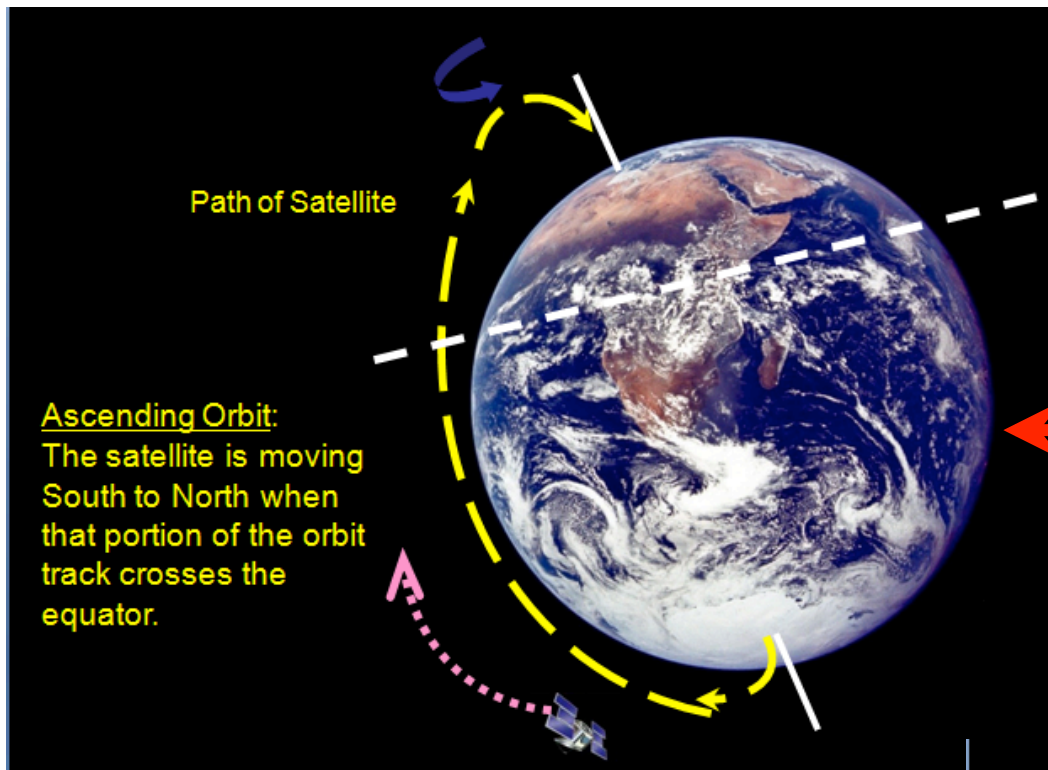 Path of Satellite
Ascending Orbit:
The satellite is moving
South to North when
that portion of the orbit
track crosses the
equator.